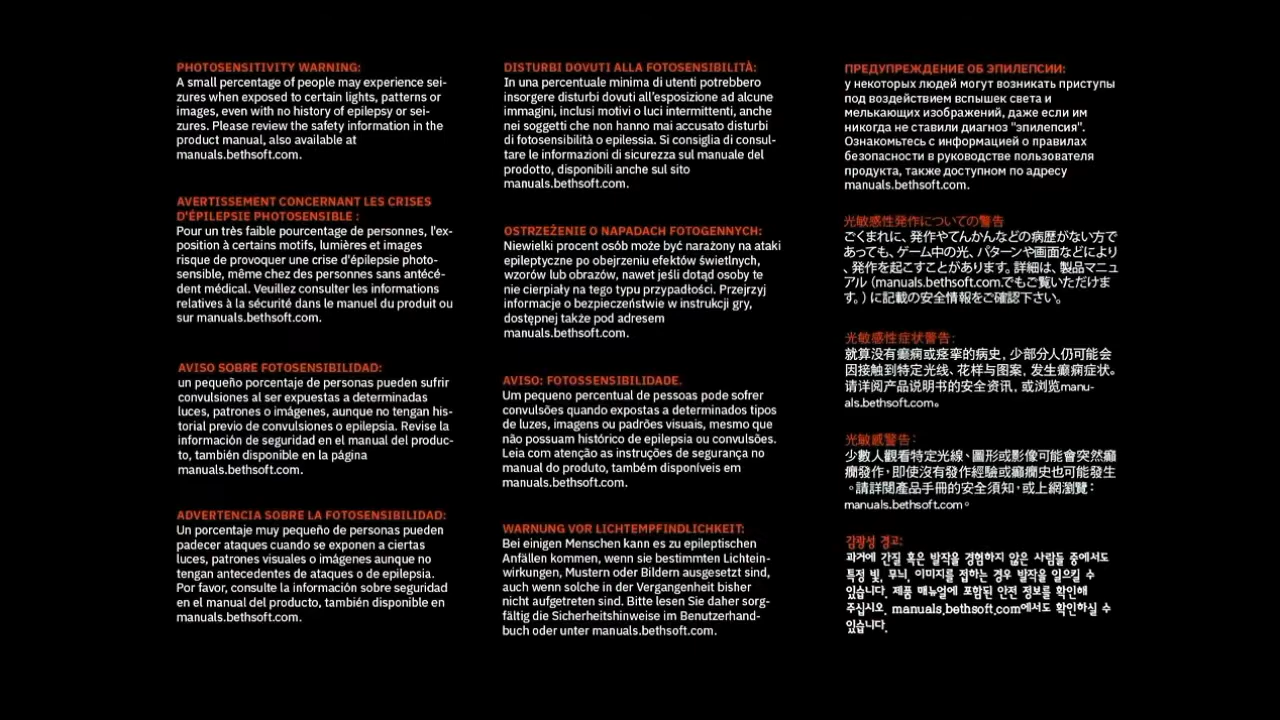 PHOTOSENSITIVITY WARNING:
A small percentage of people may experience sei-
zures when exposed to certain lights, patterns or
images, even with no history of epilepsy or sei-
zures. Please review the safety information in the
product manual, also available at
manuals.bethsoft.com.
AVERTISSEMENT CONCERNANT LES CRISES
D'ÉPILEPSIE PHOTOSENSIBLE :
Pour un très faible pourcentage de personnes, l'ex-
position à certains motifs, lumières et images
risque de provoquer une crise d'épilepsie photo-
sensible, même chez des personnes sans antécé-
dent médical. Veuillez consulter les informations
relatives à la sécurité dans le manuel du produit ou
sur manuals.bethsoft.com.
AVISO SOBRE FOTOSENSIBILIDAD:
un pequeño porcentaje de personas pueden sufrir
convulsiones al ser expuestas a determinadas
luces, patrones o imágenes, aunque no tengan his-
torial previo de convulsiones o epilepsia. Revise la
información de seguridad en el manual del produc-
to, también disponible en la página
manuals.bethsoft.com.
ADVERTENCIA SOBRE LA FOTOSENSIBILIDAD:
Un porcentaje muy pequeño de personas pueden
padecer ataques cuando se exponen a ciertas
luces, patrones visuales o imágenes aunque no
tengan antecedentes de ataques o de epilepsia.
Por favor, consulte la información sobre seguridad
en el manual del producto, también disponible en
manuals.bethsoft.com.
DISTURBI DOVUTI ALLA FOTOSENSIBILITÀ:
In una percentuale minima di utenti potrebbero
insorgere disturbi dovuti all'esposizione ad alcune
immagini, inclusi motivi o luci intermittenti, anche
nei soggetti che non hanno mai accusato disturbi
di fotosensibilità o epilessia. Si consiglia di consul-
tare le informazioni di sicurezza sul manuale del
prodotto, disponibili anche sul sito
manuals.bethsoft.com.
OSTRZEŻENIE O NAPADACH FOTOGENNYCH:
Niewielki procent osób może być narażony na ataki
epileptyczne po obejrzeniu efektów świetlnych,
wzorów lub obrazów, nawet jeśli dotąd osoby te
nie cierpiały na tego typu przypadłości. Przejrzyj
informacje o bezpieczeństwie w instrukcji gry,
dostępnej także pod adresem
manuals.bethsoft.com.
AVISO: FOTOSSENSIBILIDADE.
Um pequeno percentual de pessoas pode sofrer
convulsões quando expostas a determinados tipos
de luzes, imagens ou padrões visuais, mesmo que
não possuam histórico de epilepsia ou convulsões.
Leia com atenção as instruções de segurança no
manual do produto, também disponíveis em
manuals.bethsoft.com.
WARNUNG VOR LICHTEMPFINDLICHKEIT:
Bei einigen Menschen kann es zu epileptischen
Anfällen kommen, wenn sie bestimmten Lichtein-
wirkungen, Mustern oder Bildern ausgesetzt sind,
auch wenn solche in der Vergangenheit bisher
nicht aufgetreten sind. Bitte lesen Sie daher sorg-
fältig die Sicherheitshinweise im Benutzerhand-
buch oder unter manuals.bethsoft.com.
ПРЕДУПРЕЖДЕНИЕ ОБ ЭПИЛЕПСИИ:
у некоторых людей могут возникать приступы
под воздействием вспышек света и
мелькающих изображений, даже если им
никогда не ставили диагноз "эпилепсия".
Ознакомьтесь с информацией о правилах
безопасности в руководстве пользователя
продукта, также доступном по адресу
manuals.bethsoft.com.
光敏感性発作についての警告
ごくまれに、発作やてんかんなどの病歴がない方で
あっても、ゲーム中の光、パターンや画面などにより
、発作を起こすことがあります。詳細は、製品マニュ
アル（manuals.bethsoft.com.でもご覧いただけま
す。）に記載の安全情報をご確認下さい。
光敏感性症状警告：
就算没有癫痫或痉挛的病史，少部分人仍可能会
因接触到特定光线、花样与图案，发生癫痫症状。
请详阅产品说明书的安全资讯，或浏览manu-
als.bethsoft.com。
光敏感警告：
少數人觀看特定光線、圖形或影像可能會突然癲
癇發作，即使沒有發作經驗或癲癇史也可能發生
。請詳閱產品手冊的安全須知，或上網瀏覽：
manuals.bethsoft.com。
감광성 경고:
과거에 간질 혹은 발작을 경험하지 않은 사람들 중에서도
특정 빛, 무늬, 이미지를 접하는 경우 발작을 일으킬 수
있습니다. 제품 매뉴얼에 포함된 안전 정보를 확인해
주십시오. manuals.bethsoft.com에서도 확인하실 수
있습니다.